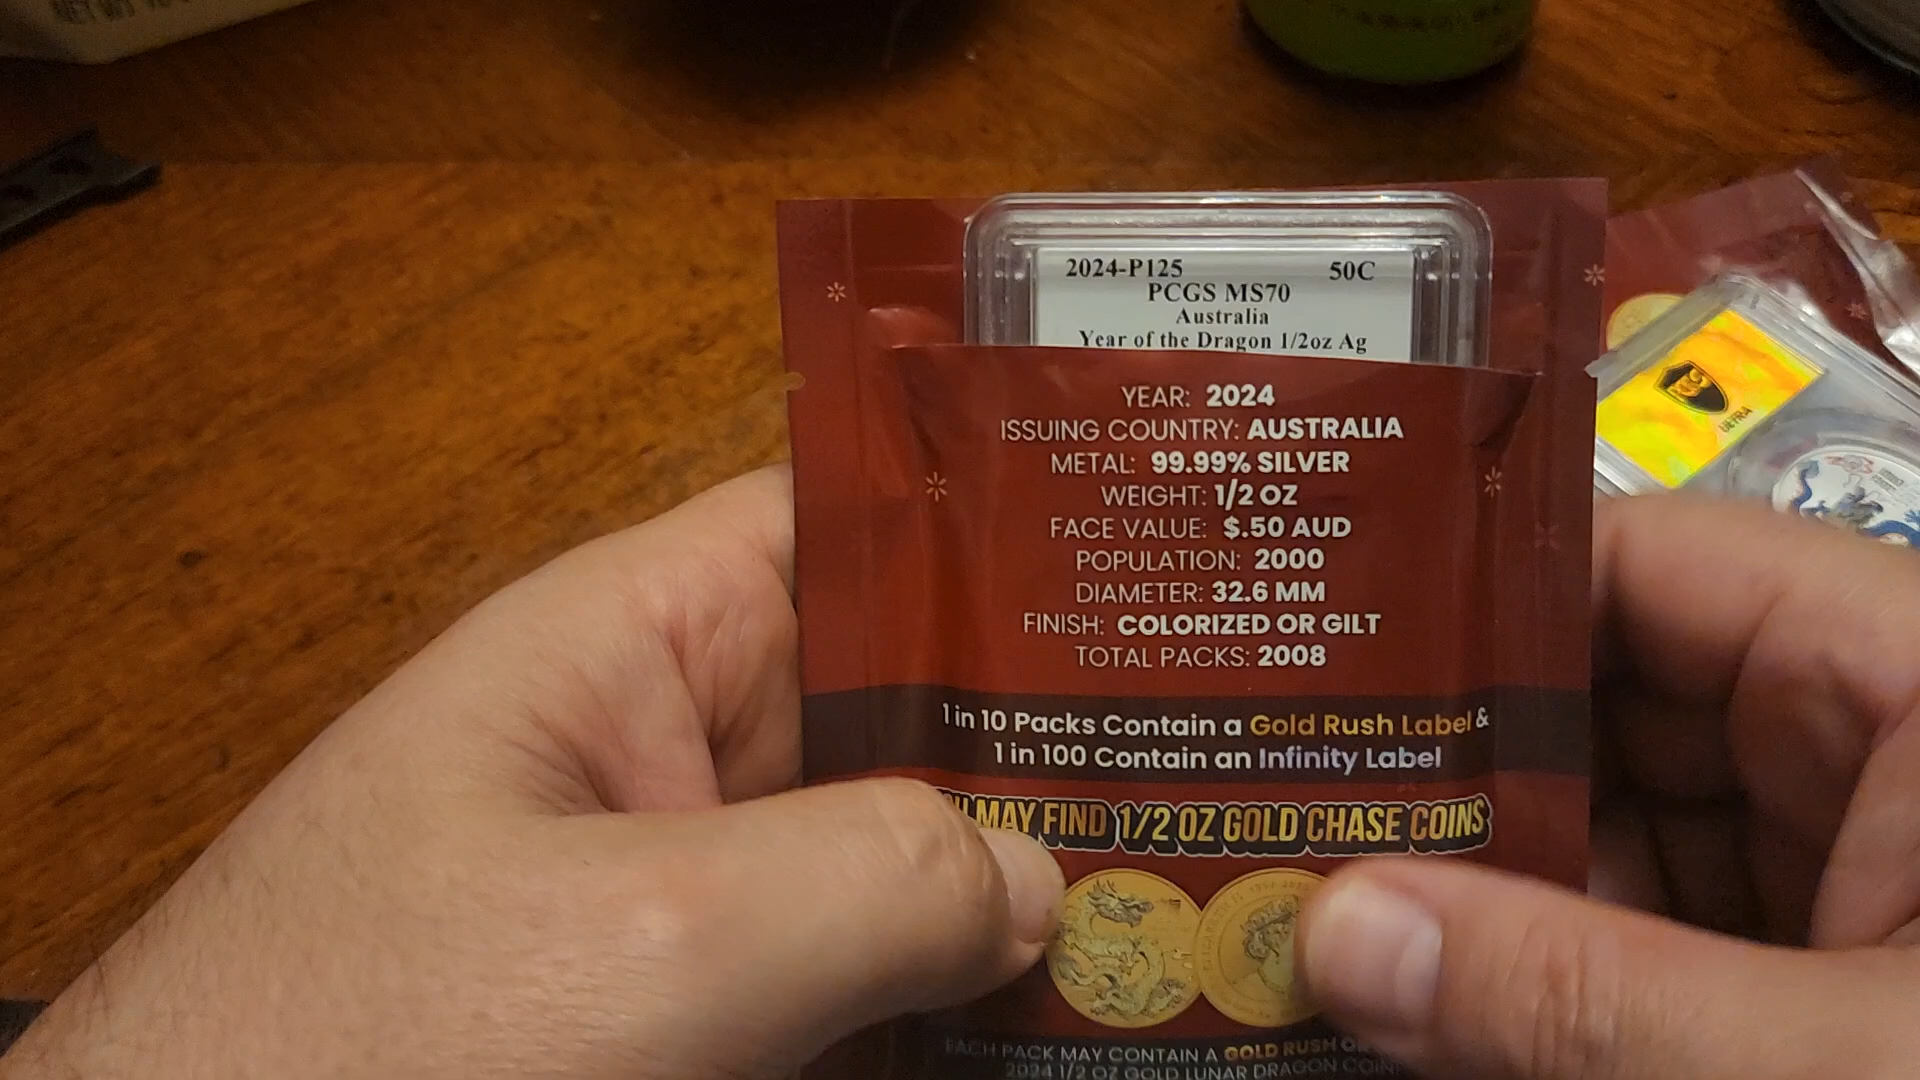 NET WT
2024-P125 50C
PCGS MS70
Australia
Year of the Dragon 1/2oz Ag
YEAR: 2024
ISSUING COUNTRY: AUSTRALIA
METAL: 99.99% SILVER
WEIGHT: 1/2 OZ
FACE VALUE: $.50 AUD
POPULATION: 2000
DIAMETER: 32.6 MM
FINISH: COLORIZED OR GILT
TOTAL PACKS: 2008
1 in 10 Packs Contain a Gold Rush Label &
1 in 100 Contain an Infinity Label
MAY FIND 1/2 OZ GOLD CHASE COINS
EACH PACK MAY CONTAIN A GOLD RUSH
2024 1/2 OZ GOLD LUNAR DRAGON COIN
ULTRA